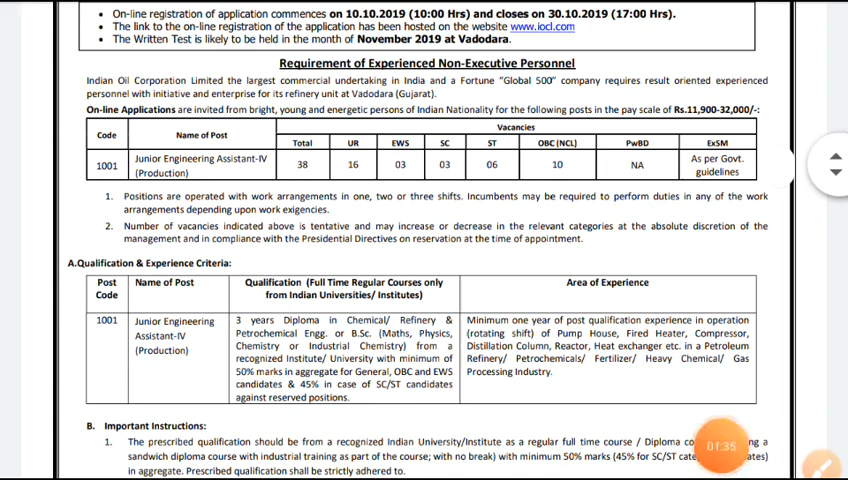 • On-line registration of application commences on 10.10.2019 (10:00 Hrs) and closes on 30.10.2019 (17:00 Hrs).
• The link to the on-line registration of the application has been hosted on the website www.iocl.com
• The Written Test is likely to be held in the month of November 2019 at Vadodara.
Requirement of Experienced Non-Executive Personnel
Indian Oil Corporation Limited the largest commercial undertaking in India and a Fortune "Global 500" company requires result oriented experienced
personnel with initiative and enterprise for its refinery unit at Vadodara (Gujarat).
On-line Applications are invited from bright, young and energetic persons of Indian Nationality for the following posts in the pay scale of Rs.11,900-32,000/-:
Code Name of Post Vacancies
Total UR EWS SC ST OBC (NCL) PwBD ExSM
1001 Junior Engineering Assistant-IV (Production) 38 16 03 03 06 10 NA As per Govt. guidelines
1. Positions are operated with work arrangements in one, two or three shifts. Incumbents may be required to perform duties in any of the work
arrangements depending upon work exigencies.
2. Number of vacancies indicated above is tentative and may increase or decrease in the relevant categories at the absolute discretion of the
management and in compliance with the Presidential Directives on reservation at the time of appointment.
A.Qualification & Experience Criteria:
Post Code
Name of Post
Qualification (Full Time Regular Courses only
from Indian Universities/ Institutes)
Area of Experience
1001
Junior Engineering
Assistant-IV
(Production)
3 years Diploma in Chemical/ Refinery &
Petrochemical Engg. or B.Sc. (Maths, Physics,
Chemistry or Industrial Chemistry) from a
recognized Institute/ University with minimum of
50% marks in aggregate for General, OBC and EWS
candidates & 45% in case of SC/ST candidates
against reserved positions.
Minimum one year of post qualification experience in operation
(rotating shift) of Pump House, Fired Heater, Compressor,
Distillation Column, Reactor, Heat exchanger etc. in a Petroleum
Refinery/ Petrochemicals/ Fertilizer/ Heavy Chemical/ Gas
Processing Industry.
B. Important Instructions:
1. The prescribed qualification should be from a recognized Indian University/Institute as a regular full time course / Diploma a
sandwich diploma course with industrial training as part of the course; with no break) with minimum 50% marks (45% for SC/ST
in aggregate. Prescribed qualification shall be strictly adhered to.
01:35